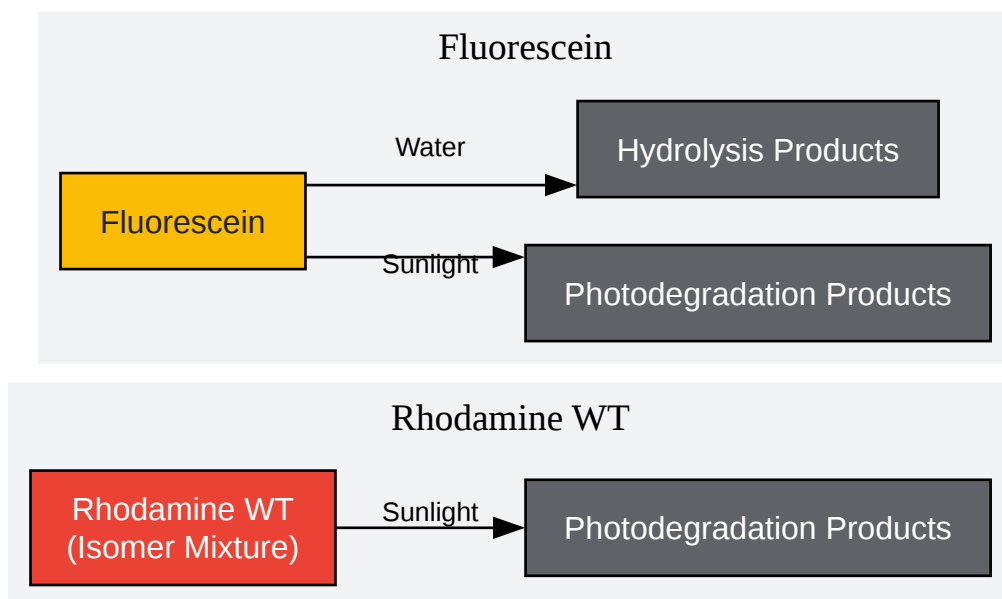 Fluorescein
Water
Hydrolysis Products
Fluorescein
Sunlight
Photodegradation Products
Rhodamine WT
Rhodamine WT
(Isomer Mixture)
Sunlight
Photodegradation Products